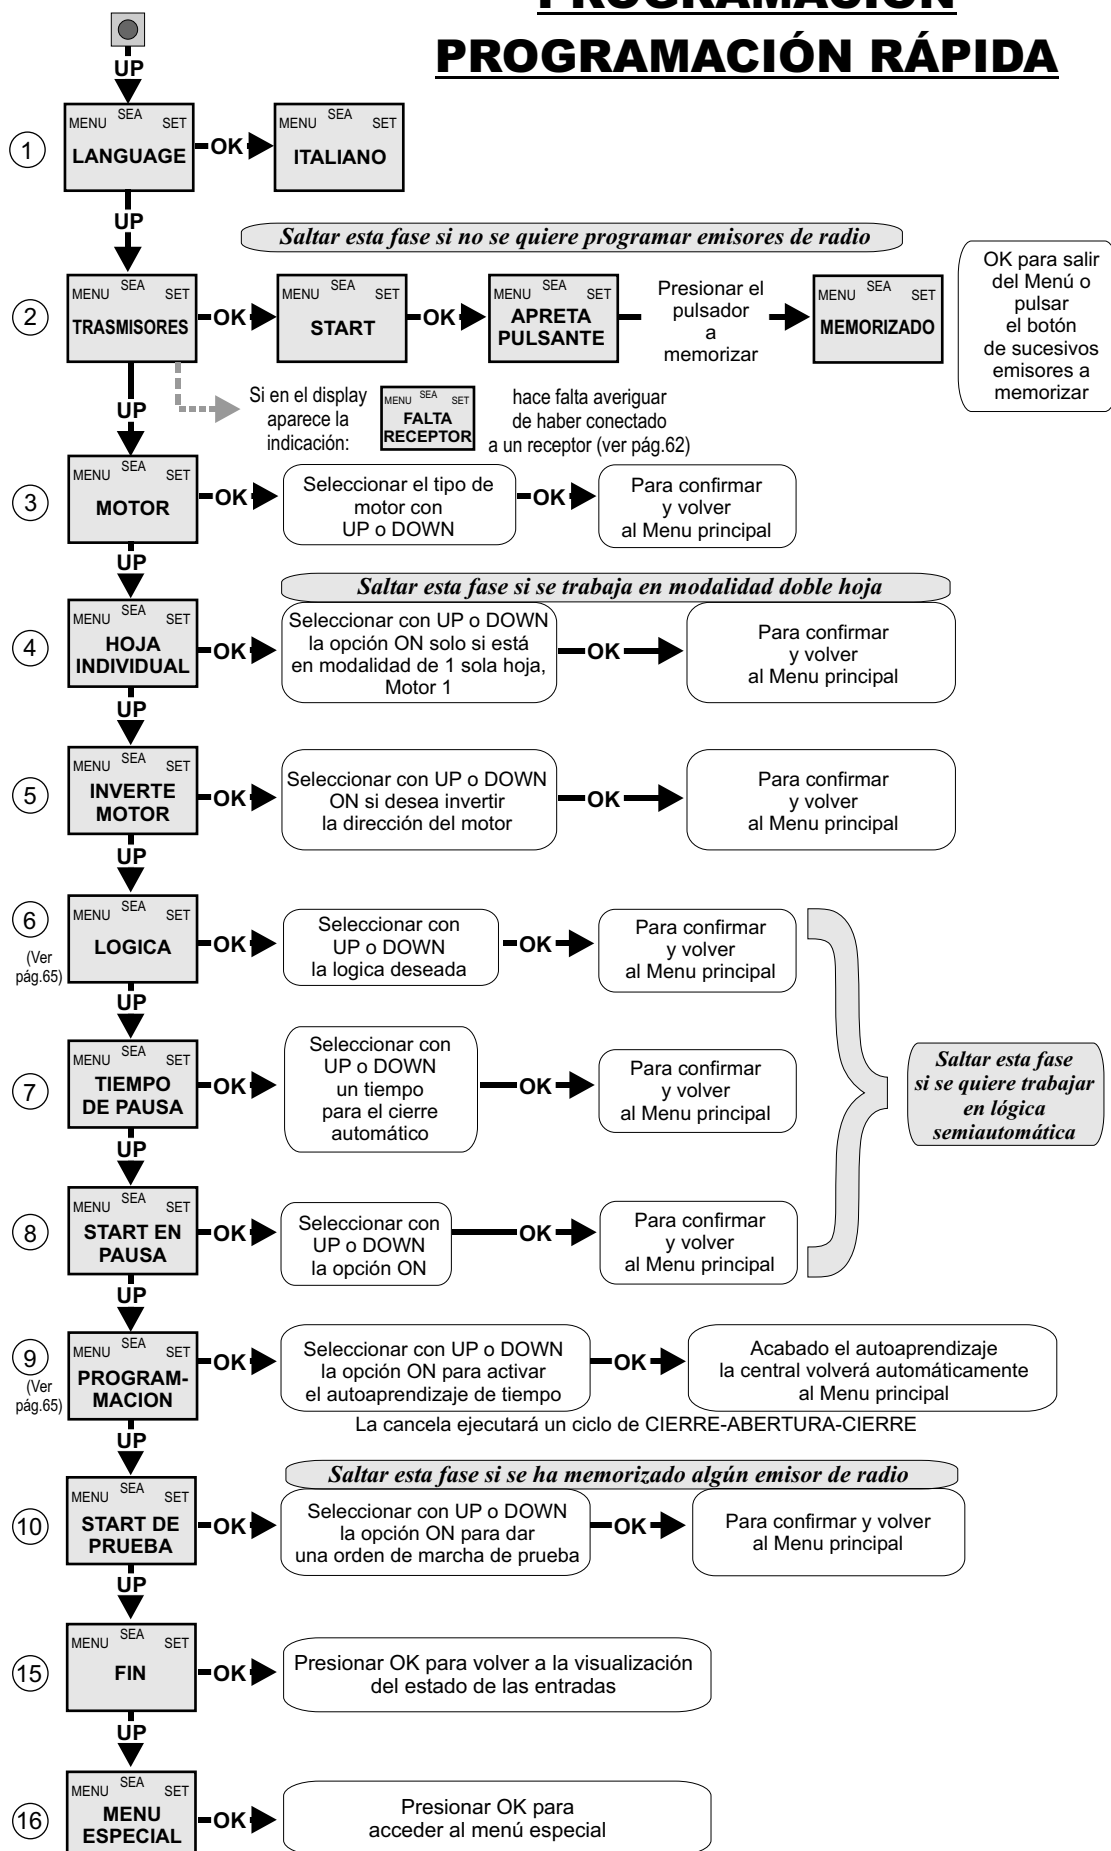 PROGRAMACIÓN
PROGRAMACIÓN RÁPIDA
UP
1
MENU SEA SET
LANGUAGE
OK
MENU SEA SET
ITALIANO
UP
Saltar esta fase si no se quiere programar emisores de radio
2
MENU SEA SET
TRASMISORES
OK
MENU SEA SET
START
OK
MENU SEA SET
APRETA
PULSANTE
Presionar el
pulsador
a
memorizar
MENU SEA SET
MEMORIZADO
OK para salir
del Menú o
pulsar
el botón
de sucesivos
emisores a
memorizar
UP
Si en el display
aparece la
indicación:
MENU SEA SET
FALTA
RECEPTOR
hace falta averiguar
de haber conectado
a un receptor (ver pág.62)
3
MENU SEA SET
MOTOR
OK
Seleccionar el tipo de
motor con
UP o DOWN
OK
Para confirmar
y volver
al Menu principal
UP
Saltar esta fase si se trabaja en modalidad doble hoja
4
MENU SEA SET
HOJA
INDIVIDUAL
OK
Seleccionar con UP o DOWN
la opción ON solo si está
en modalidad de 1 sola hoja,
Motor 1
OK
Para confirmar
y volver
al Menu principal
UP
5
MENU SEA SET
INVERTE
MOTOR
OK
Seleccionar con UP o DOWN
ON si desea invertir
la dirección del motor
OK
Para confirmar
y volver
al Menu principal
UP
6
(Ver
pág.65)
MENU SEA SET
LOGICA
OK
Seleccionar con
UP o DOWN
la logica deseada
OK
Para confirmar
y volver
al Menu principal
UP
7
MENU SEA SET
TIEMPO
DE PAUSA
OK
Seleccionar con
UP o DOWN
un tiempo
para el cierre
automático
OK
Para confirmar
y volver
al Menu principal
Saltar esta fase
si se quiere trabajar
en lógica
semiautomática
UP
8
MENU SEA SET
START EN
PAUSA
OK
Seleccionar con
UP o DOWN
la opción ON
OK
Para confirmar
y volver
al Menu principal
UP
9
(Ver
pág.65)
MENU SEA SET
PROGRAM-
MACION
OK
Seleccionar con UP o DOWN
la opción ON para activar
el autoaprendizaje de tiempo
OK
Acabado el autoaprendizaje
la central volverá automáticamente
al Menu principal
La cancela ejecutará un ciclo de CIERRE-ABERTURA-CIERRE
UP
Saltar esta fase si se ha memorizado algún emisor de radio
10
MENU SEA SET
START DE
PRUEBA
OK
Seleccionar con UP o DOWN
la opción ON para dar
una orden de marcha de prueba
OK
Para confirmar y volver
al Menu principal
UP
15
MENU SEA SET
FIN
OK
Presionar OK para volver a la visualización
del estado de las entradas
UP
16
MENU SEA SET
MENU
ESPECIAL
OK
Presionar OK para
acceder al menú especial